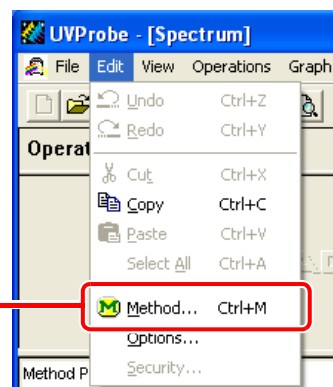 UVProbe - [Spectrum]
File Edit View Operations Graph
Operat
Undo Ctrl+Z
Redo Ctrl+Y
Cut Ctrl+X
Copy Ctrl+C
Paste Ctrl+V
Select All Ctrl+A
Method... Ctrl+M
Options...
Security...
Method P